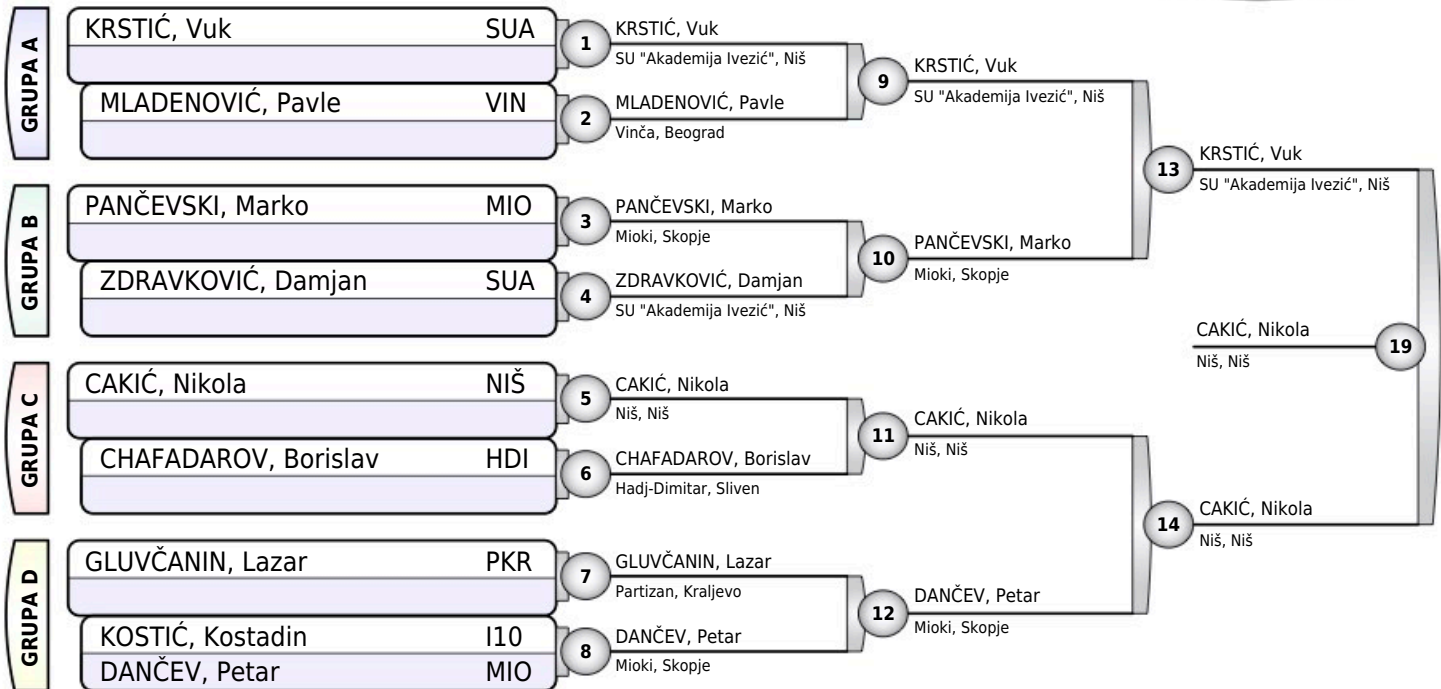 GRUPA A
KRSTIĆ, Vuk SUA
MLADENOVIĆ, Pavle VIN
GRUPA B
PANČEVSKI, Marko MIO
ZDRAVKOVIĆ, Damjan SUA
GRUPA C
CAKIĆ, Nikola NIŠ
CHAFADAROV, Borislav HDI
GRUPA D
GLUVČANIN, Lazar PKR
KOSTIĆ, Kostadin I10
DANČEV, Petar MIO
1
KRSTIĆ, Vuk
SU "Akademija Ivezić", Niš
2
MLADENOVIĆ, Pavle
Vinča, Beograd
3
PANČEVSKI, Marko
Mioki, Skopje
4
ZDRAVKOVIĆ, Damjan
SU "Akademija Ivezić", Niš
5
CAKIĆ, Nikola
Niš, Niš
6
CHAFADAROV, Borislav
Hadj-Dimitar, Sliven
7
GLUVČANIN, Lazar
Partizan, Kraljevo
8
DANČEV, Petar
Mioki, Skopje
9
KRSTIĆ, Vuk
SU "Akademija Ivezić", Niš
10
PANČEVSKI, Marko
Mioki, Skopje
11
CAKIĆ, Nikola
Niš, Niš
12
DANČEV, Petar
Mioki, Skopje
13
KRSTIĆ, Vuk
SU "Akademija Ivezić", Niš
14
CAKIĆ, Nikola
Niš, Niš
CAKIĆ, Nikola
Niš, Niš
19